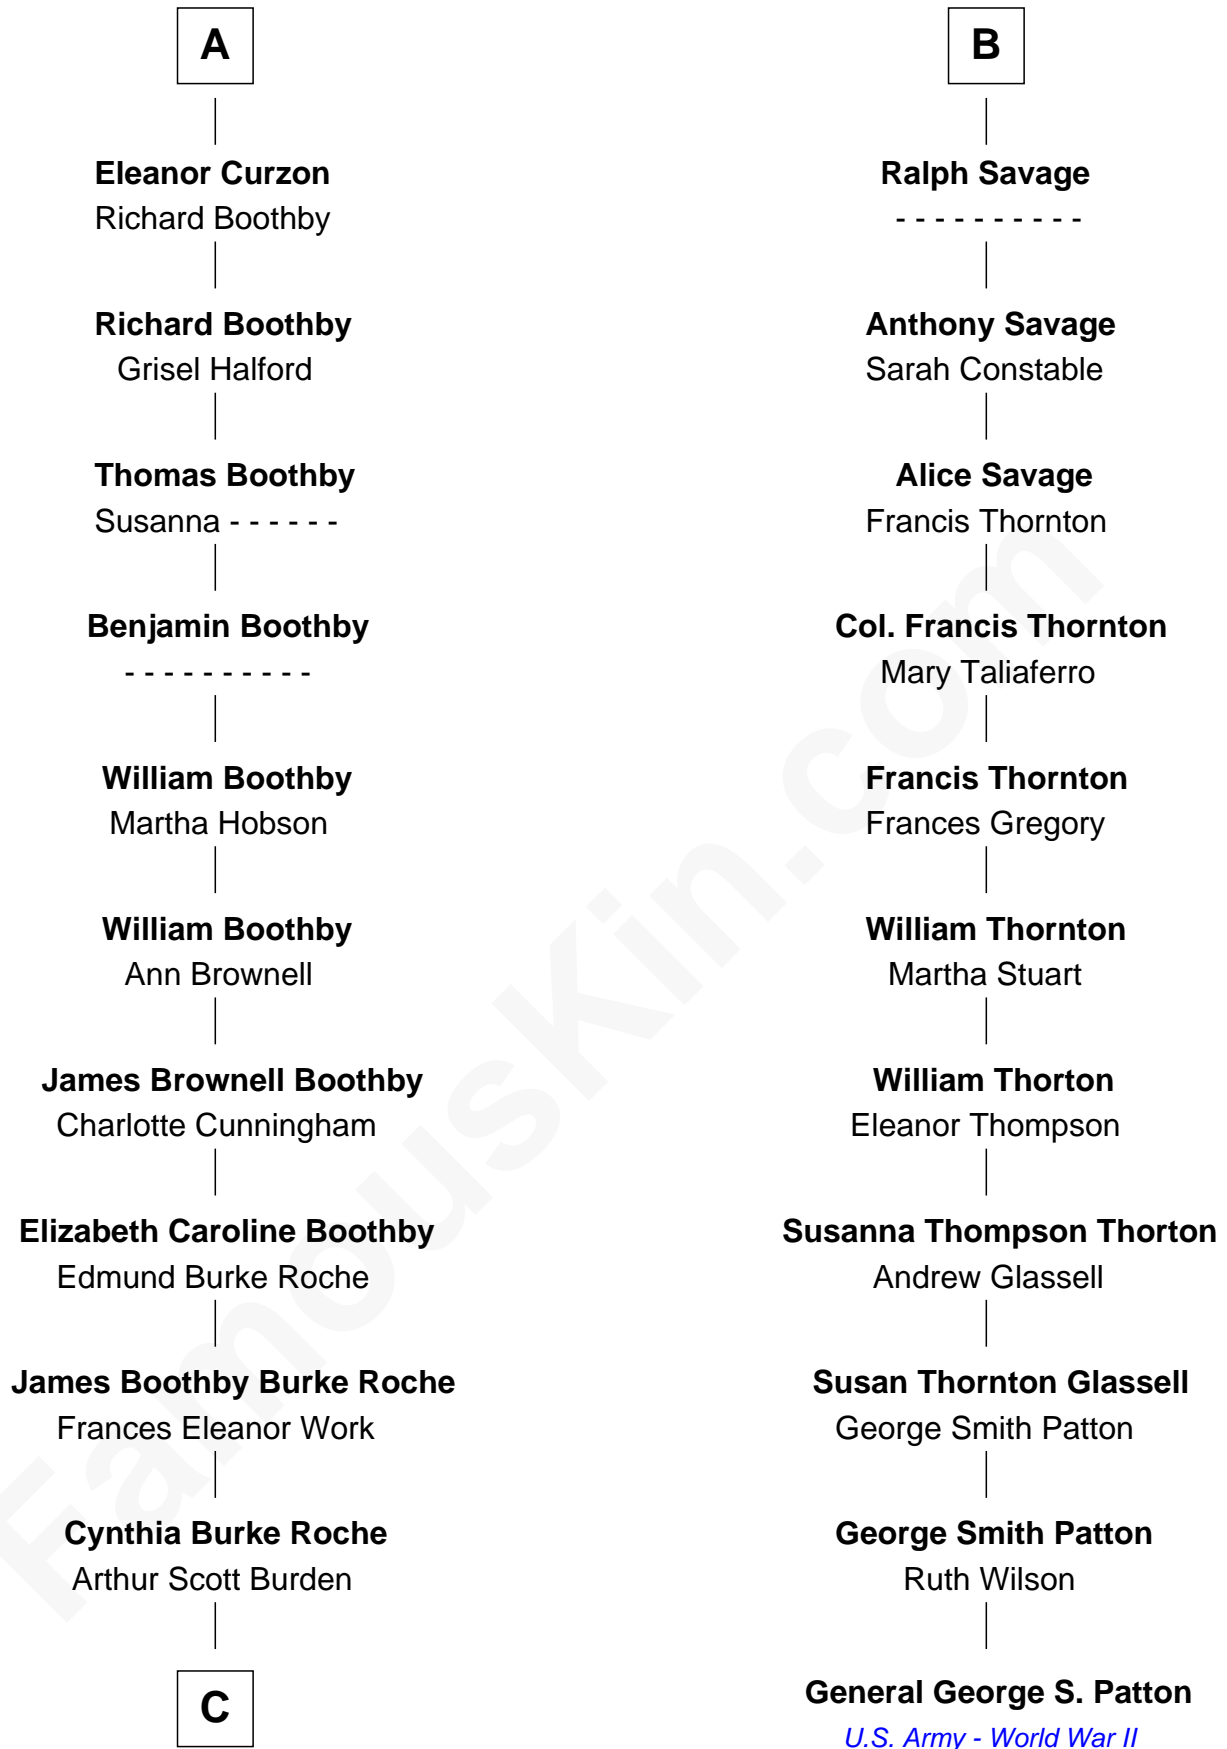 A
Eleanor Curzon
Richard Boothby
Richard Boothby
Grisel Halford
Thomas Boothby
Susanna - - - - - -
Benjamin Boothby
- - - - - - - - - -
William Boothby
Martha Hobson
William Boothby
Ann Brownell
James Brownell Boothby
Charlotte Cunningham
Elizabeth Caroline Boothby
Edmund Burke Roche
James Boothby Burke Roche
Frances Eleanor Work
Cynthia Burke Roche
Arthur Scott Burden
C
B
Ralph Savage
- - - - - - - - - -
Anthony Savage
Sarah Constable
Alice Savage
Francis Thornton
Col. Francis Thornton
Mary Taliaferro
Francis Thornton
Frances Gregory
William Thornton
Martha Stuart
William Thorton
Eleanor Thompson
Susanna Thompson Thorton
Andrew Glassell
Susan Thornton Glassell
George Smith Patton
George Smith Patton
Ruth Wilson
General George S. Patton
U.S. Army - World War II
FamousKin.com